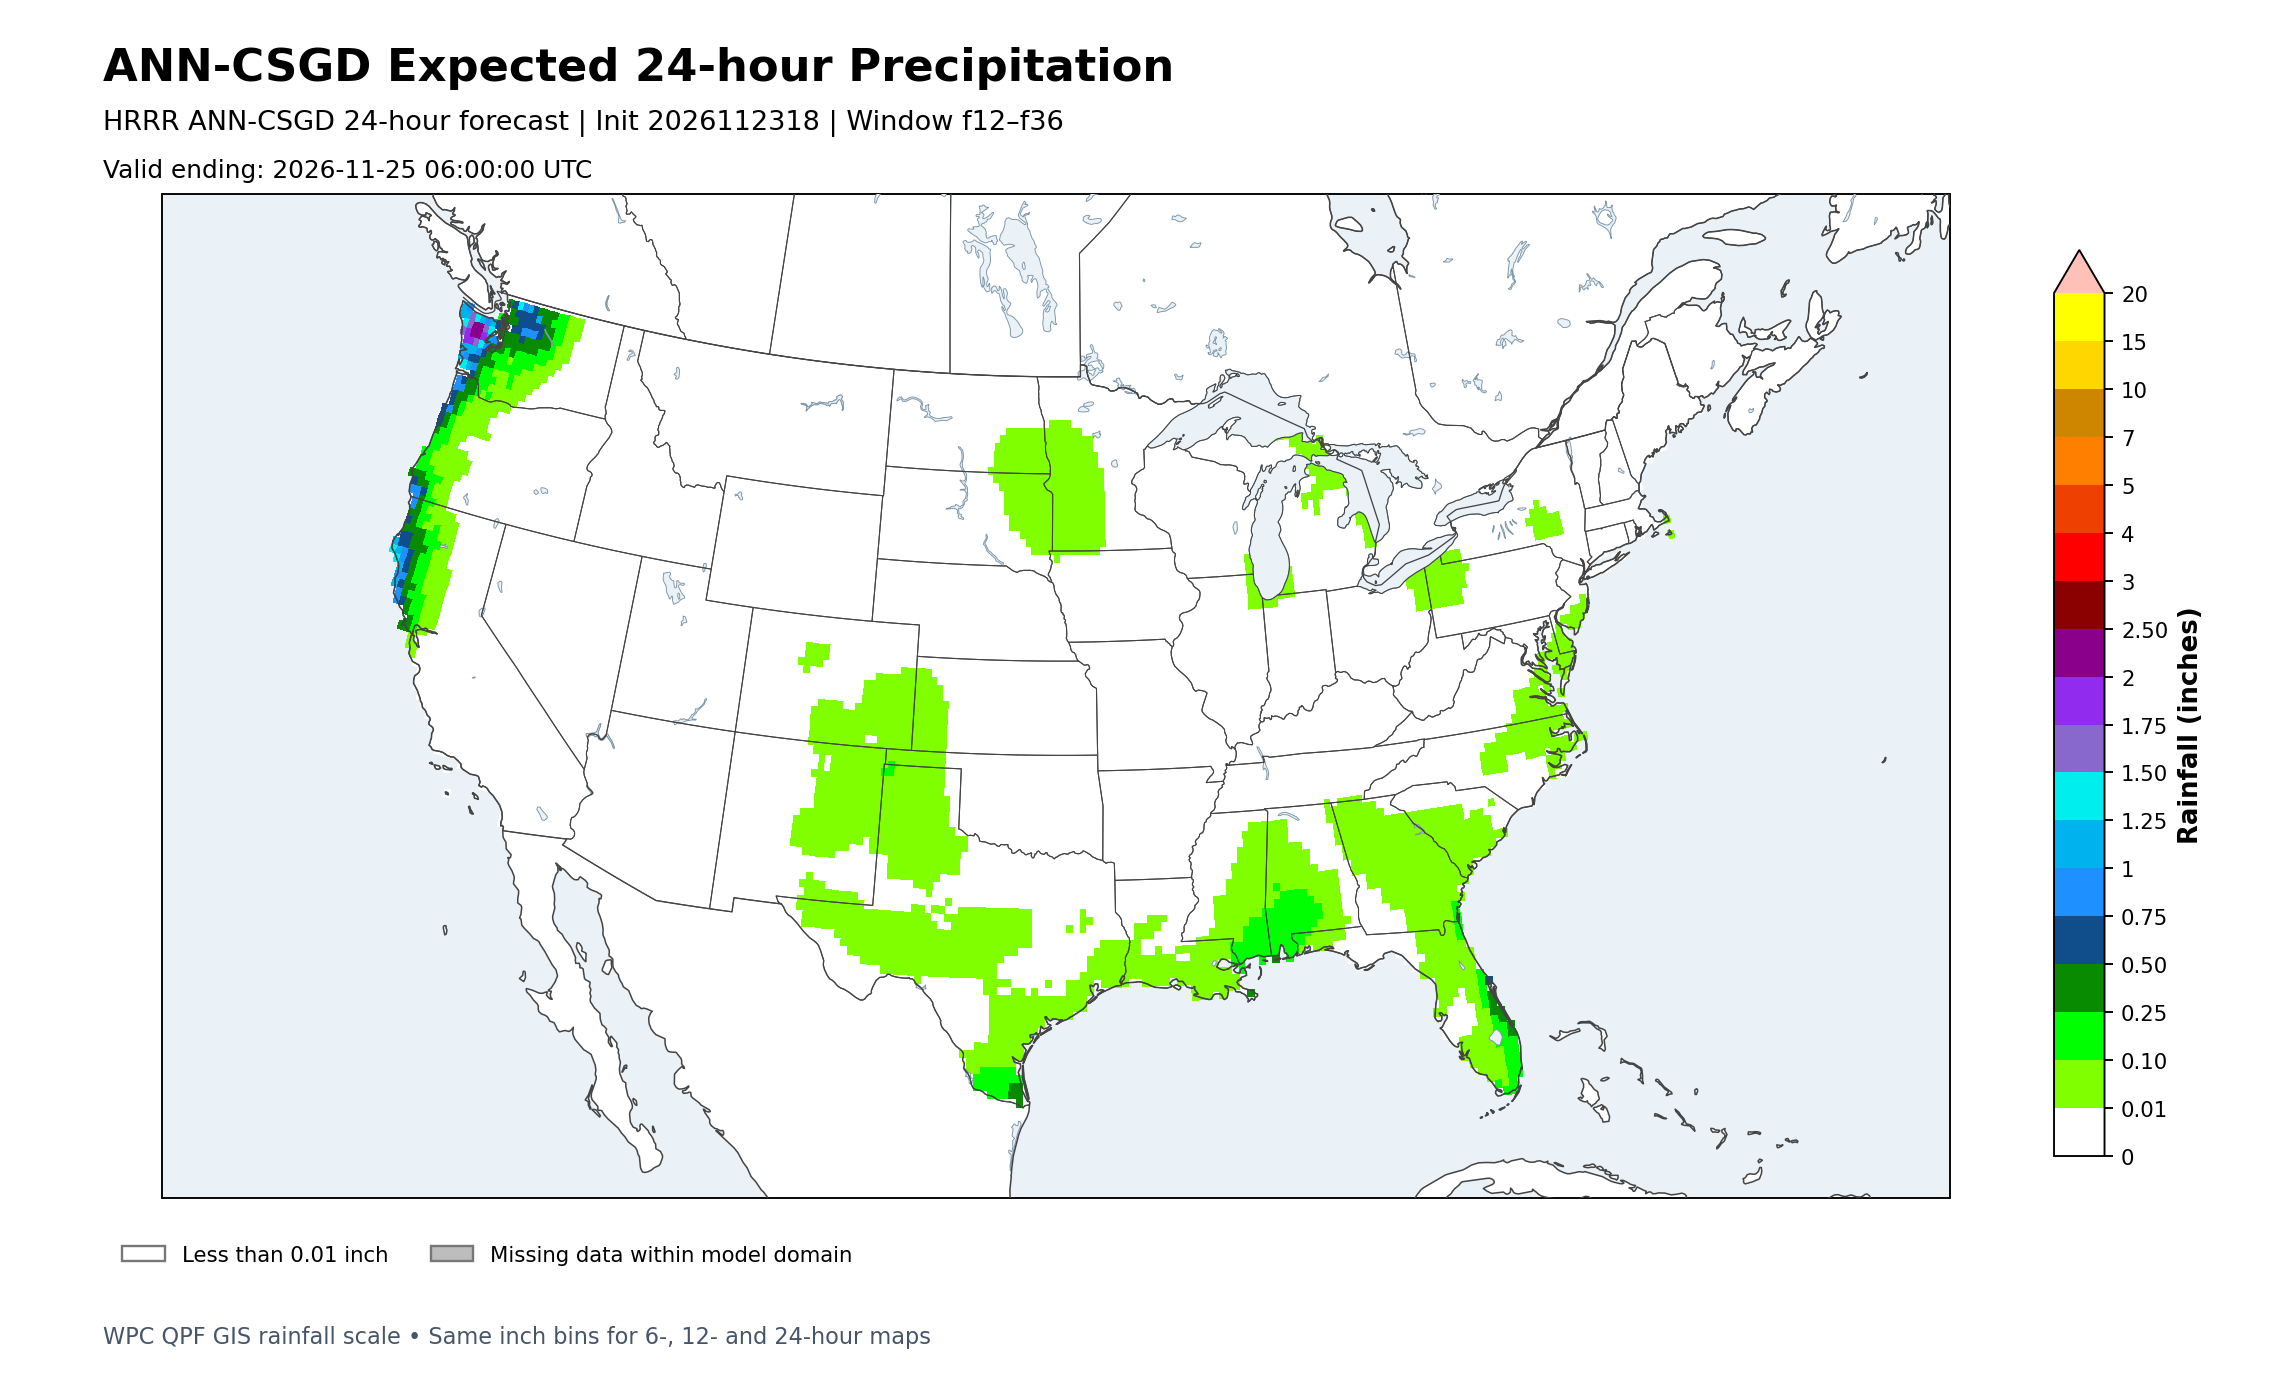 ANN-CSGD Expected 24-hour Precipitation
HRRR ANN-CSGD 24-hour forecast | Init 2026112318 | Window f12–f36
Valid ending: 2026-11-25 06:00:00 UTC
20
15
10
7
5
4
3
2.50
2
1.75
1.50
1.25
1
0.75
0.50
0.25
0.10
0.01
0
Rainfall (inches)
Less than 0.01 inch
Missing data within model domain
WPC QPF GIS rainfall scale • Same inch bins for 6-, 12- and 24-hour maps